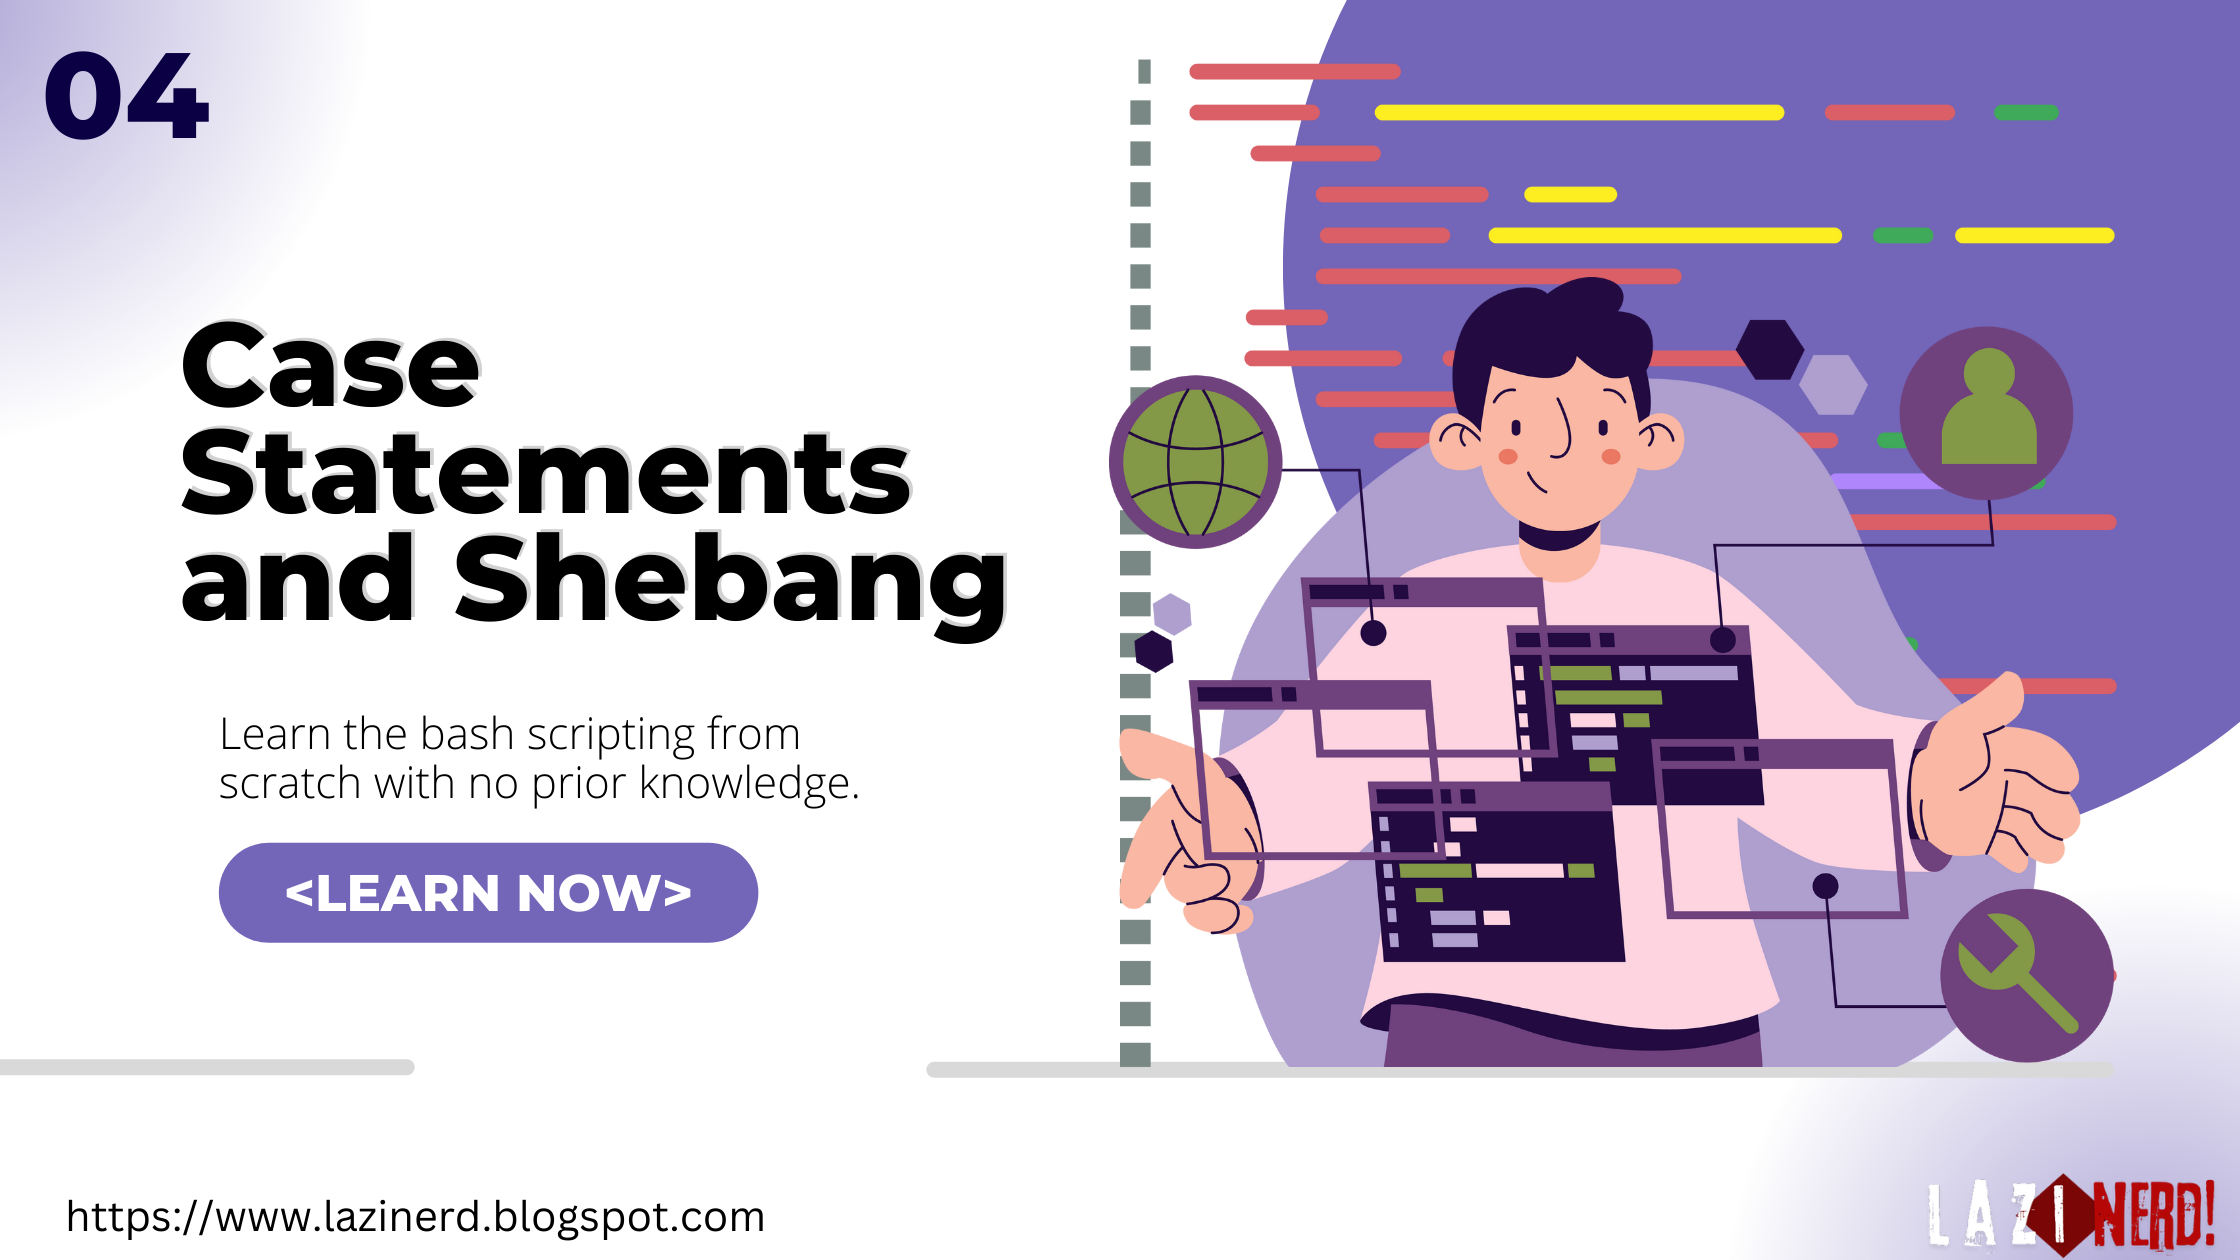 04
Case
Statements
and Shebang
Learn the bash scripting from
scratch with no prior knowledge.
<LEARN NOW>
https://www.lazinerd.blogspot.com
LAZINERD!